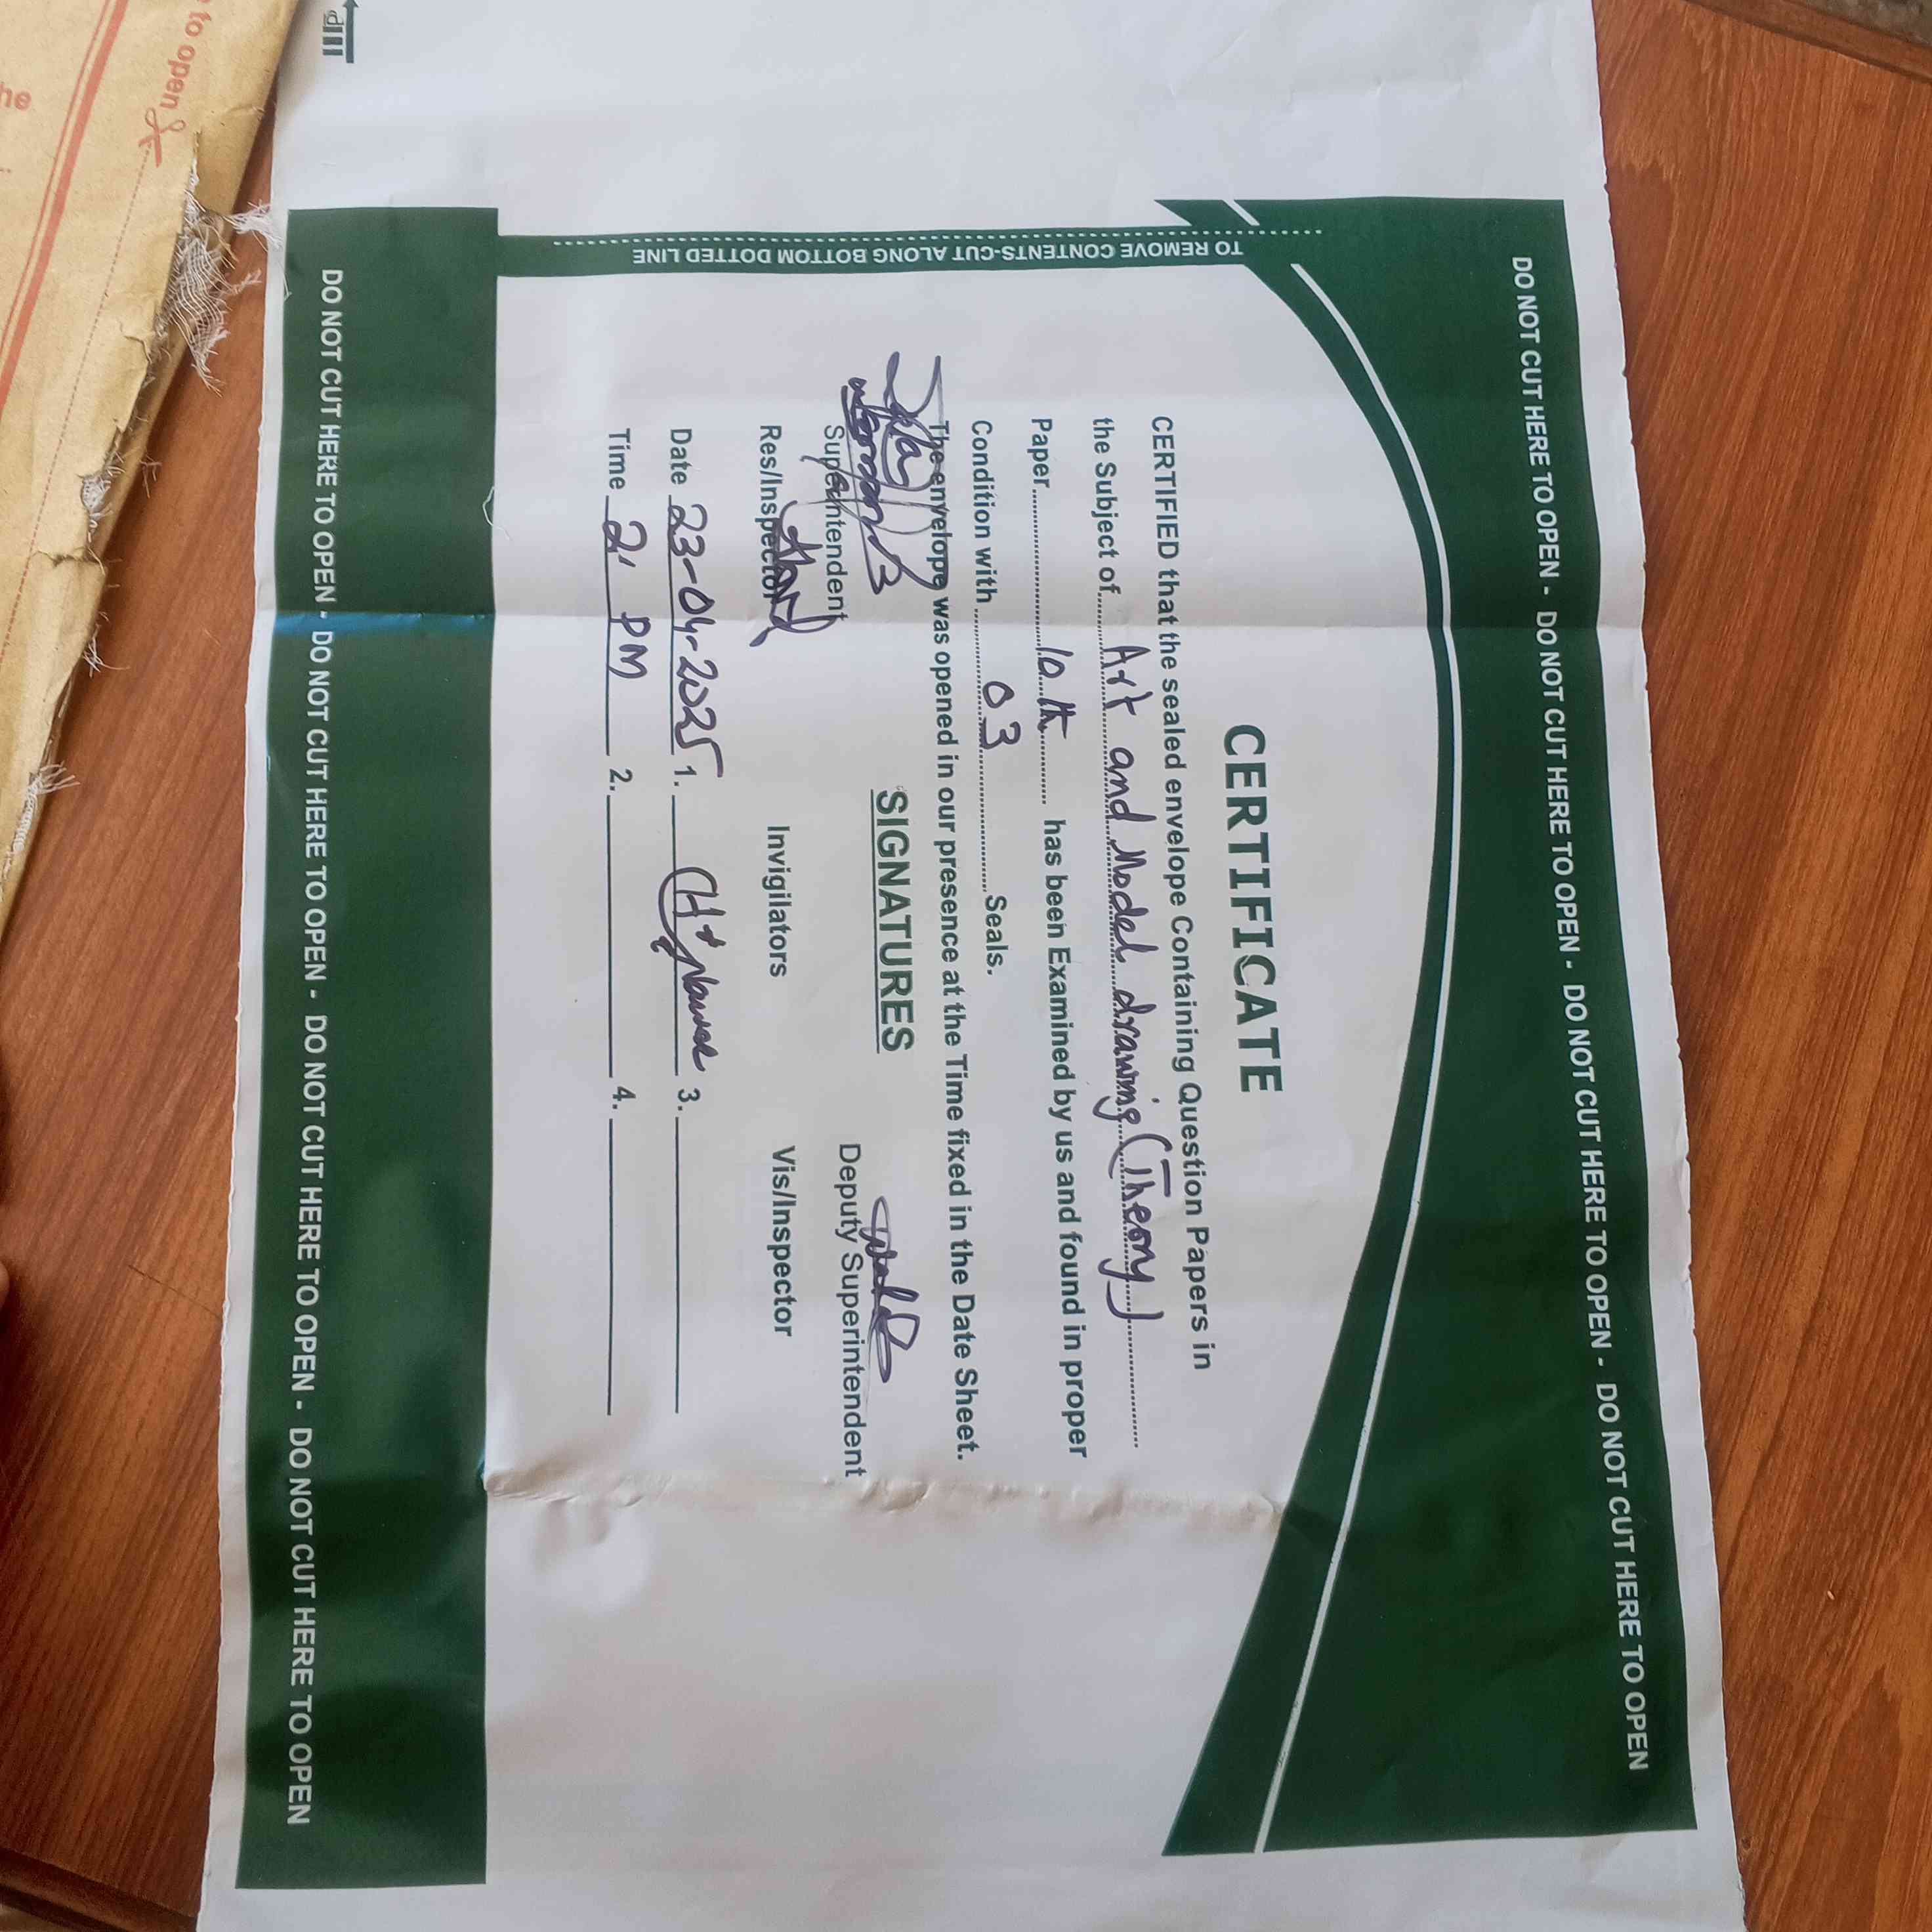 DO NOT CUT HERE TO OPEN - DO NOT CUT HERE TO OPEN - DO NOT CUT HERE TO OPEN - DO NOT CUT HERE TO OPEN
CERTIFICATE
CERTIFIED that the sealed envelope Containing Question Papers in
the Subject of Art and Model drawing (Theory)
Paper 10th has been Examined by us and found in proper
Condition with 03 Seals.
The envelope was opened in our presence at the Time fixed in the Date Sheet.
SIGNATURES
Superintendent Deputy Superintendent
Res/Inspector Invigilators Vis/Inspector
Date 23-04-2025 1. 3.
Time 2' PM 2. 4.
DO NOT CUT HERE TO OPEN - DO NOT CUT HERE TO OPEN - DO NOT CUT HERE TO OPEN - DO NOT CUT HERE TO OPEN
TO REMOVE CONTENTS-CUT ALONG BOTTOM DOTTED LINE
to open